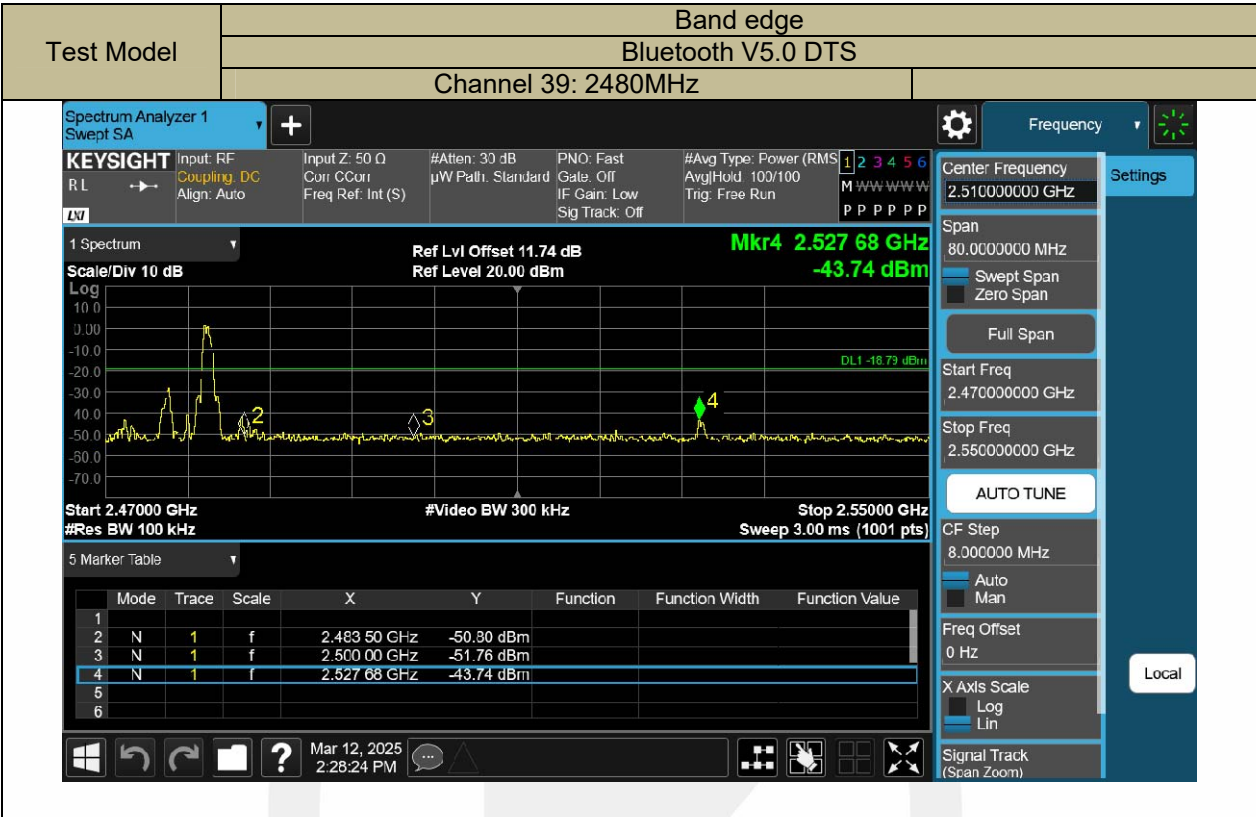 Test Model
Band edge
Bluetooth V5.0 DTS
Channel 39: 2480MHz
Spectrum Analyzer 1
Swept SA
+
Frequency
KEYSIGHT
RL
LXI
Input: RF
Coupling: DC
Align: Auto
Input Z: 50 Ω
Corr CCorr
Freq Ref: Int (S)
#Atten: 30 dB
µW Path: Standard
PNO: Fast
Gate: Off
IF Gain: Low
Sig Track: Off
#Avg Type: Power (RMS
Avg|Hold: 100/100
Trig: Free Run
1 2 3 4 5 6
M W W W W W
P P P P P P
1 Spectrum
Scale/Div 10 dB
Ref Lvl Offset 11.74 dB
Ref Level 20.00 dBm
Mkr4 2.527 68 GHz
-43.74 dBm
Log
10.0
0.00
-10.0
-20.0
-30.0
-40.0
-50.0
-60.0
-70.0
DL1 -18.79 dBm
2
3
4
Start 2.47000 GHz
#Res BW 100 kHz
#Video BW 300 kHz
Stop 2.55000 GHz
Sweep 3.00 ms (1001 pts)
5 Marker Table
Mode Trace Scale X Y Function Function Width Function Value
1
2 N 1 f 2.483 50 GHz -50.80 dBm
3 N 1 f 2.500 00 GHz -51.76 dBm
4 N 1 f 2.527 68 GHz -43.74 dBm
5
6
?
Mar 12, 2025
2:28:24 PM
Center Frequency
2.510000000 GHz
Settings
Span
80.0000000 MHz
Swept Span
Zero Span
Full Span
Start Freq
2.470000000 GHz
Stop Freq
2.550000000 GHz
AUTO TUNE
CF Step
8.000000 MHz
Auto
Man
Freq Offset
0 Hz
Local
X Axis Scale
Log
Lin
Signal Track
(Span Zoom)